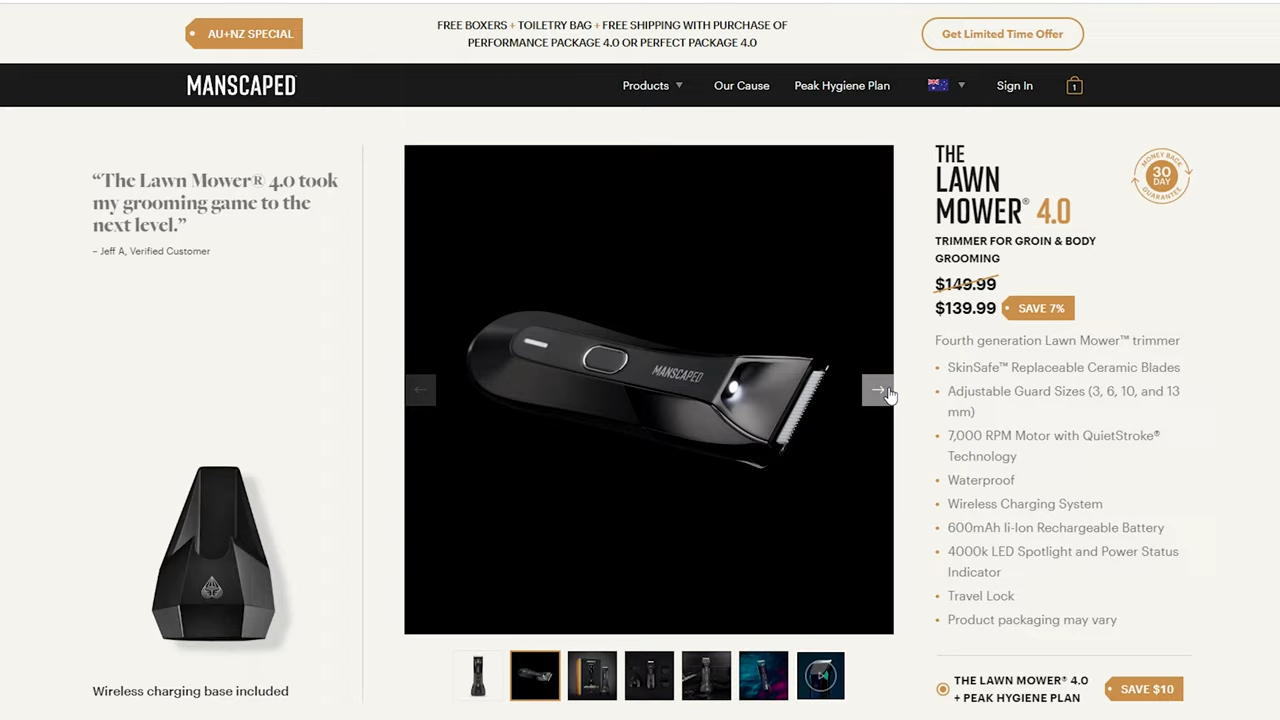 AU+NZ SPECIAL
FREE BOXERS + TOILETRY BAG + FREE SHIPPING WITH PURCHASE OF
PERFORMANCE PACKAGE 4.0 OR PERFECT PACKAGE 4.0
Get Limited Time Offer
MANSCAPED
Products
Our Cause
Peak Hygiene Plan
Sign In
1
“The Lawn Mower® 4.0 took
my grooming game to the
next level.”
– Jeff A, Verified Customer
Wireless charging base included
MANSCAPED
THE
LAWN
MOWER® 4.0
MONEY BACK
30
DAY
GUARANTEE
TRIMMER FOR GROIN & BODY
GROOMING
$149.99
$139.99 SAVE 7%
Fourth generation Lawn Mower™ trimmer
• SkinSafe™ Replaceable Ceramic Blades
• Adjustable Guard Sizes (3, 6, 10, and 13
mm)
• 7,000 RPM Motor with QuietStroke®
Technology
• Waterproof
• Wireless Charging System
• 600mAh li-Ion Rechargeable Battery
• 4000k LED Spotlight and Power Status
Indicator
• Travel Lock
• Product packaging may vary
THE LAWN MOWER® 4.0
+ PEAK HYGIENE PLAN
SAVE $10